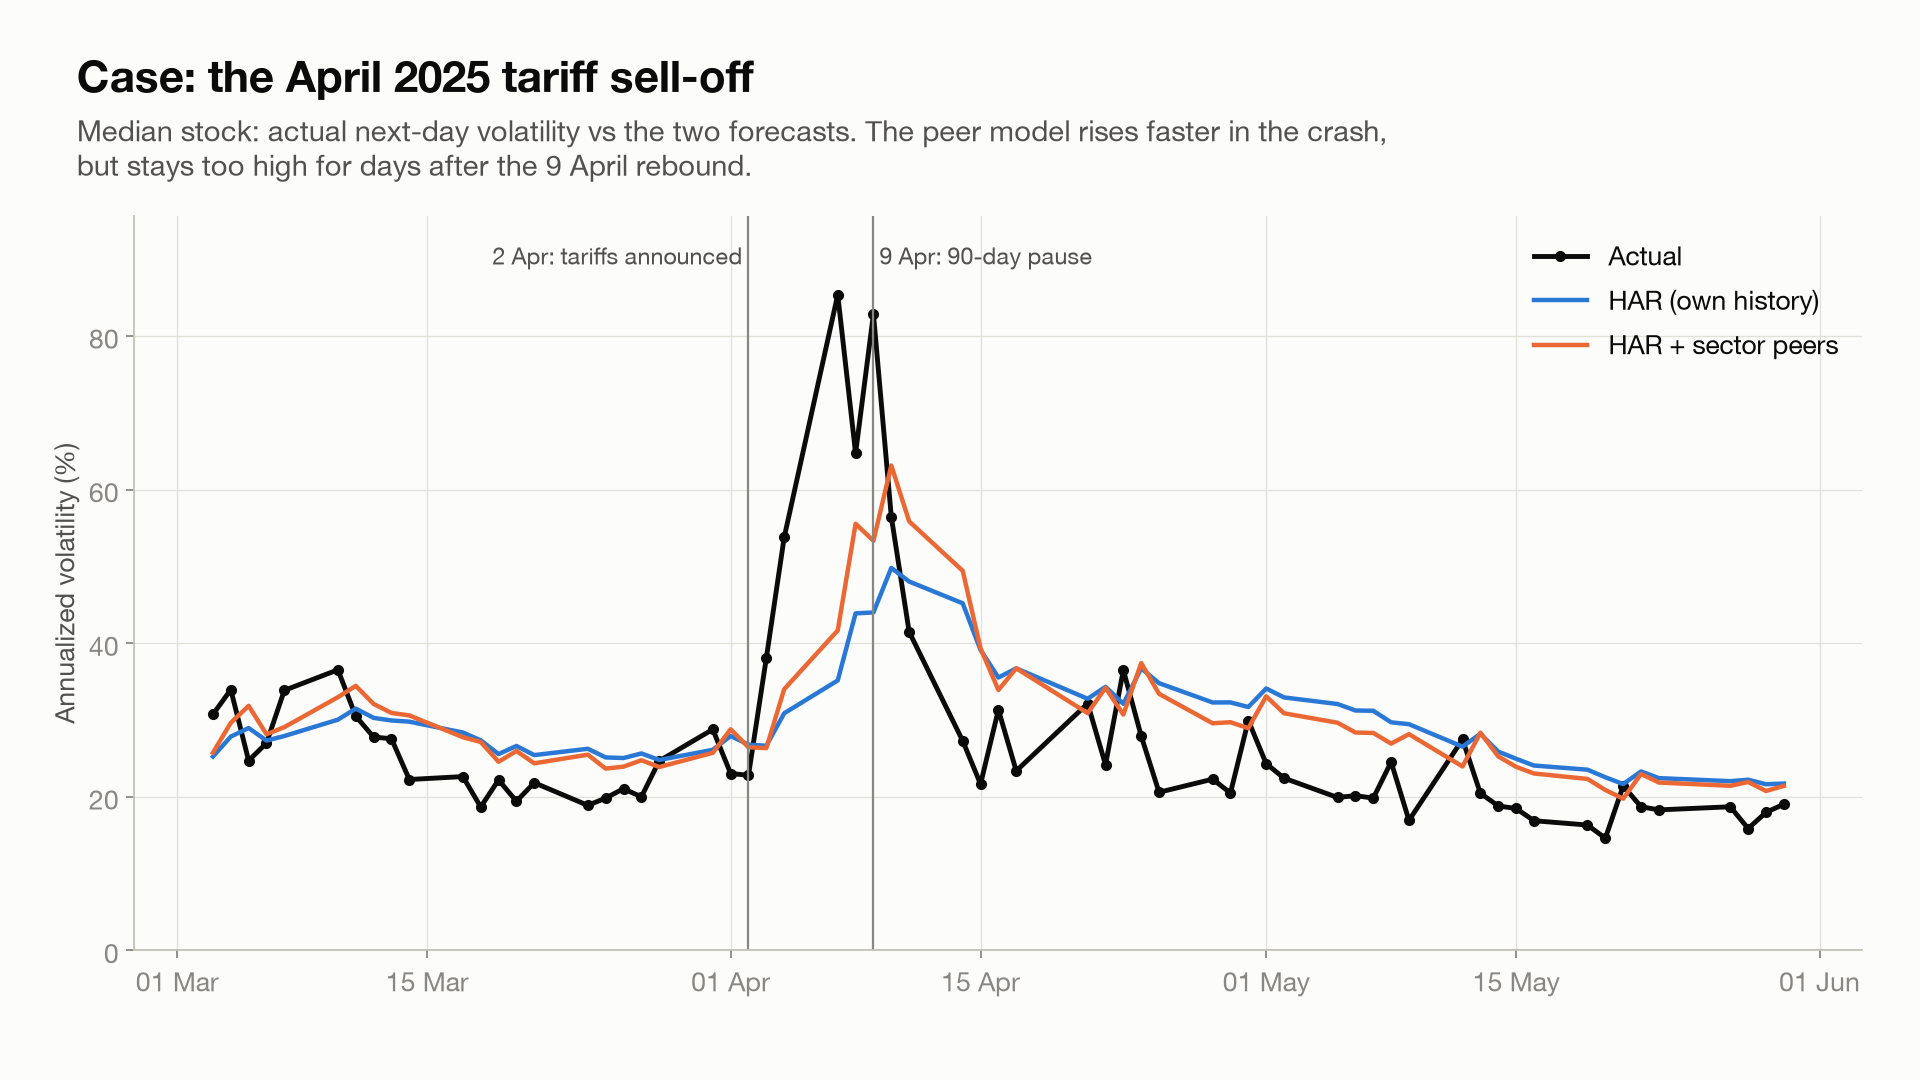 Case: the April 2025 tariff sell-off
Median stock: actual next-day volatility vs the two forecasts. The peer model rises faster in the crash,
but stays too high for days after the 9 April rebound.
2 Apr: tariffs announced
9 Apr: 90-day pause
Actual
HAR (own history)
HAR + sector peers
Annualized volatility (%)
80
60
40
20
0
01 Mar
15 Mar
01 Apr
15 Apr
01 May
15 May
01 Jun